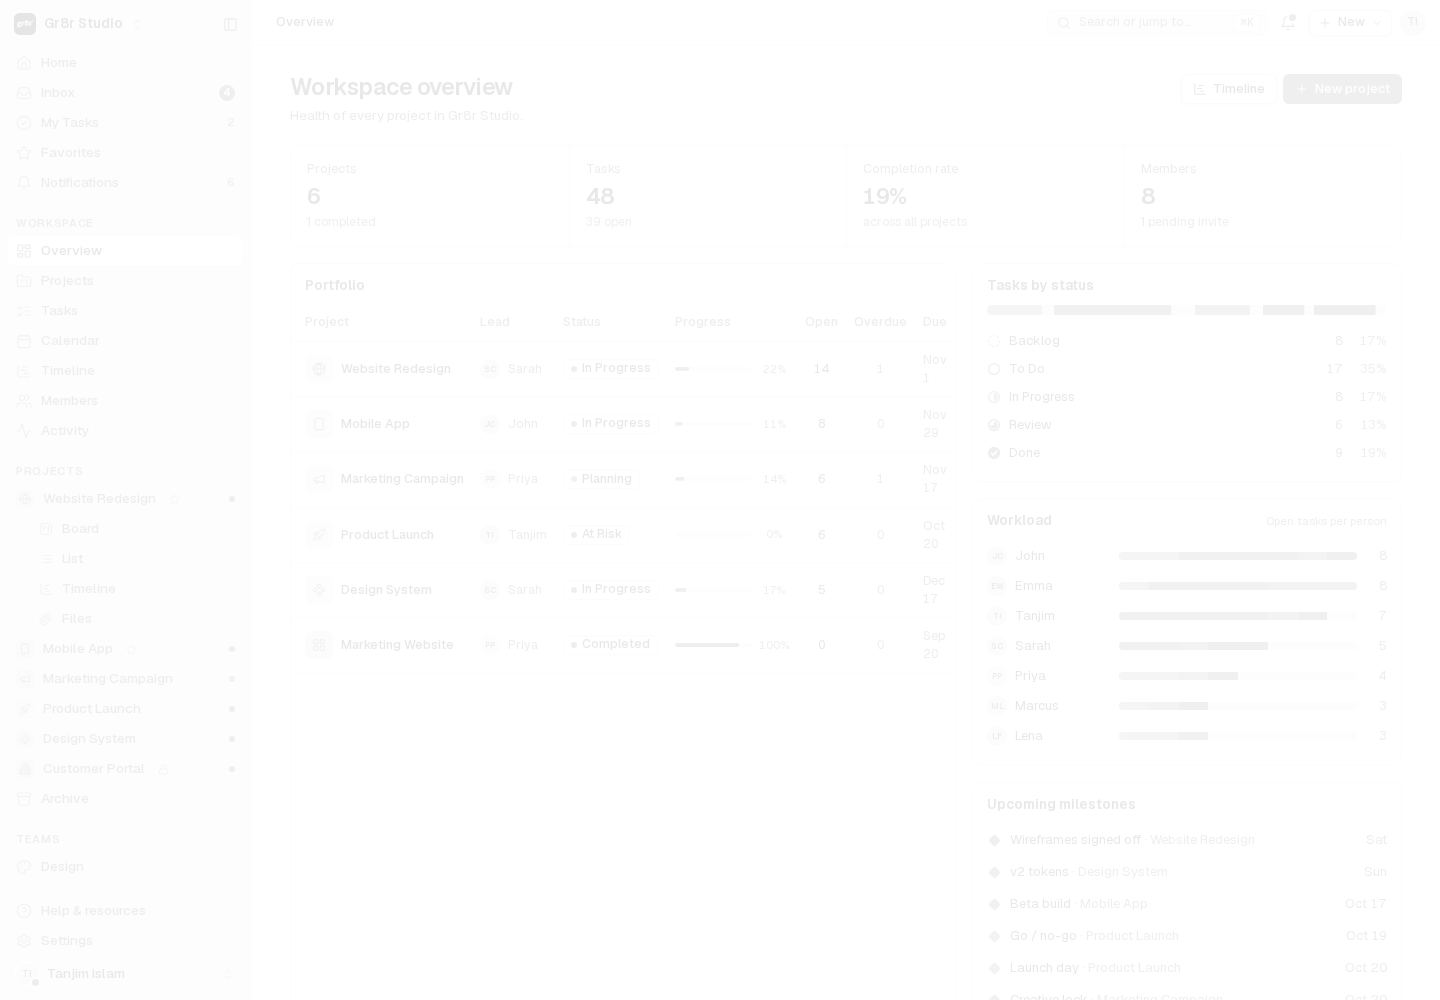 gr8r Gr8r Studio
Home
Inbox 4
My Tasks 2
Favorites
Notifications 6
WORKSPACE
Overview
Projects
Tasks
Calendar
Timeline
Members
Activity
PROJECTS
Website Redesign
Board
List
Timeline
Files
Mobile App
Marketing Campaign
Product Launch
Design System
Customer Portal
Archive
TEAMS
Design
Help & resources
Settings
TI Tanjim Islam
Overview
Search or jump to... ⌘K
New
TI
Workspace overview
Health of every project in Gr8r Studio.
Timeline
New project
Projects
6
1 completed
Tasks
48
39 open
Completion rate
19%
across all projects
Members
8
1 pending invite
Portfolio
Project Lead Status Progress Open Overdue Due
Website Redesign SC Sarah In Progress 22% 14 1 Nov 1
Mobile App JC John In Progress 11% 8 0 Nov 29
Marketing Campaign PP Priya Planning 14% 6 1 Nov 17
Product Launch TI Tanjim At Risk 0% 6 0 Oct 20
Design System SC Sarah In Progress 17% 5 0 Dec 17
Marketing Website PP Priya Completed 100% 0 0 Sep 20
Tasks by status
Backlog 8 17%
To Do 17 35%
In Progress 8 17%
Review 6 13%
Done 9 19%
Workload Open tasks per person
JC John 8
EW Emma 8
TI Tanjim 7
SC Sarah 5
PP Priya 4
ML Marcus 3
Lena 3
Upcoming milestones
Wireframes signed off · Website Redesign Sat
v2 tokens · Design System Sun
Beta build · Mobile App Oct 17
Go / no-go · Product Launch Oct 19
Launch day · Product Launch Oct 20
Creative lock · Marketing Campaign Oct 30